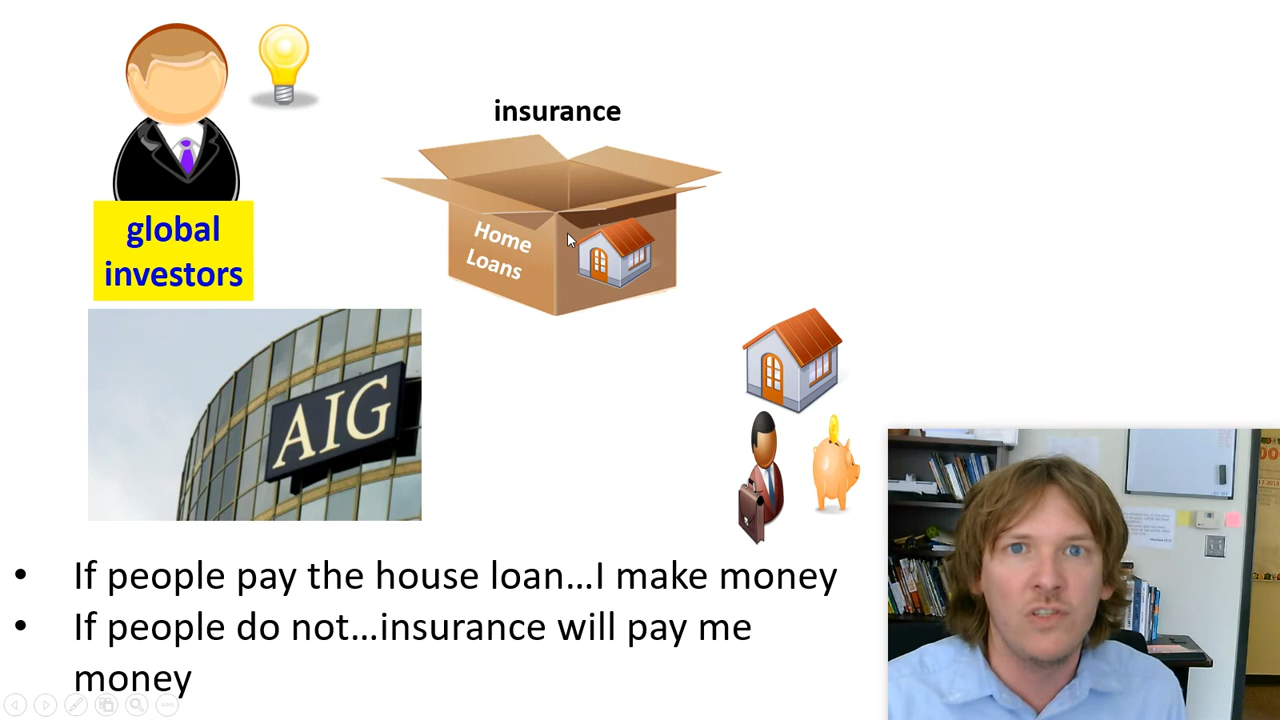 insurance
global
investors
Home
Loans
AIG
• If people pay the house loan...I make money
• If people do not...insurance will pay me
money